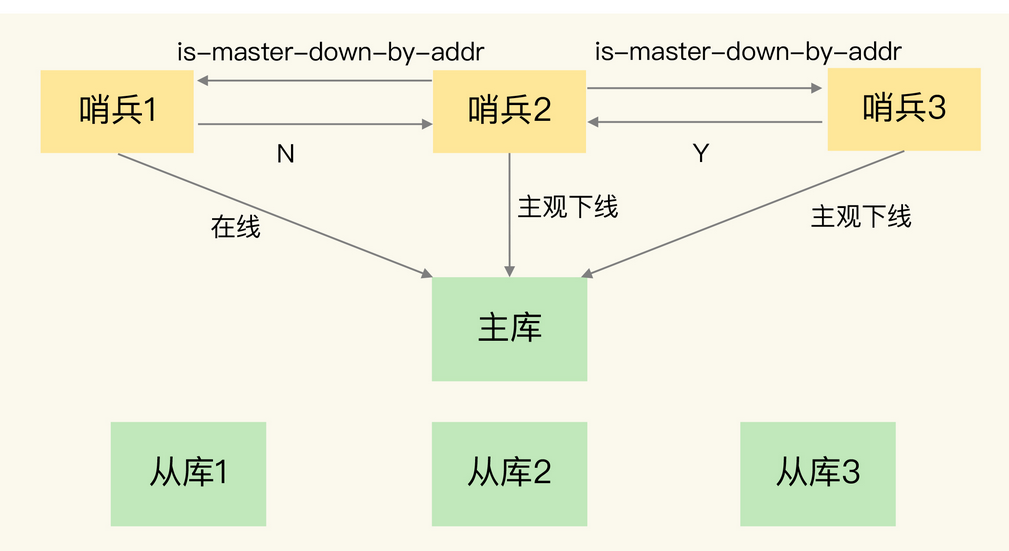 is-master-down-by-addr
is-master-down-by-addr
哨兵1
哨兵2
哨兵3
N
Y
在线
主观下线
主观下线
主库
从库1
从库2
从库3